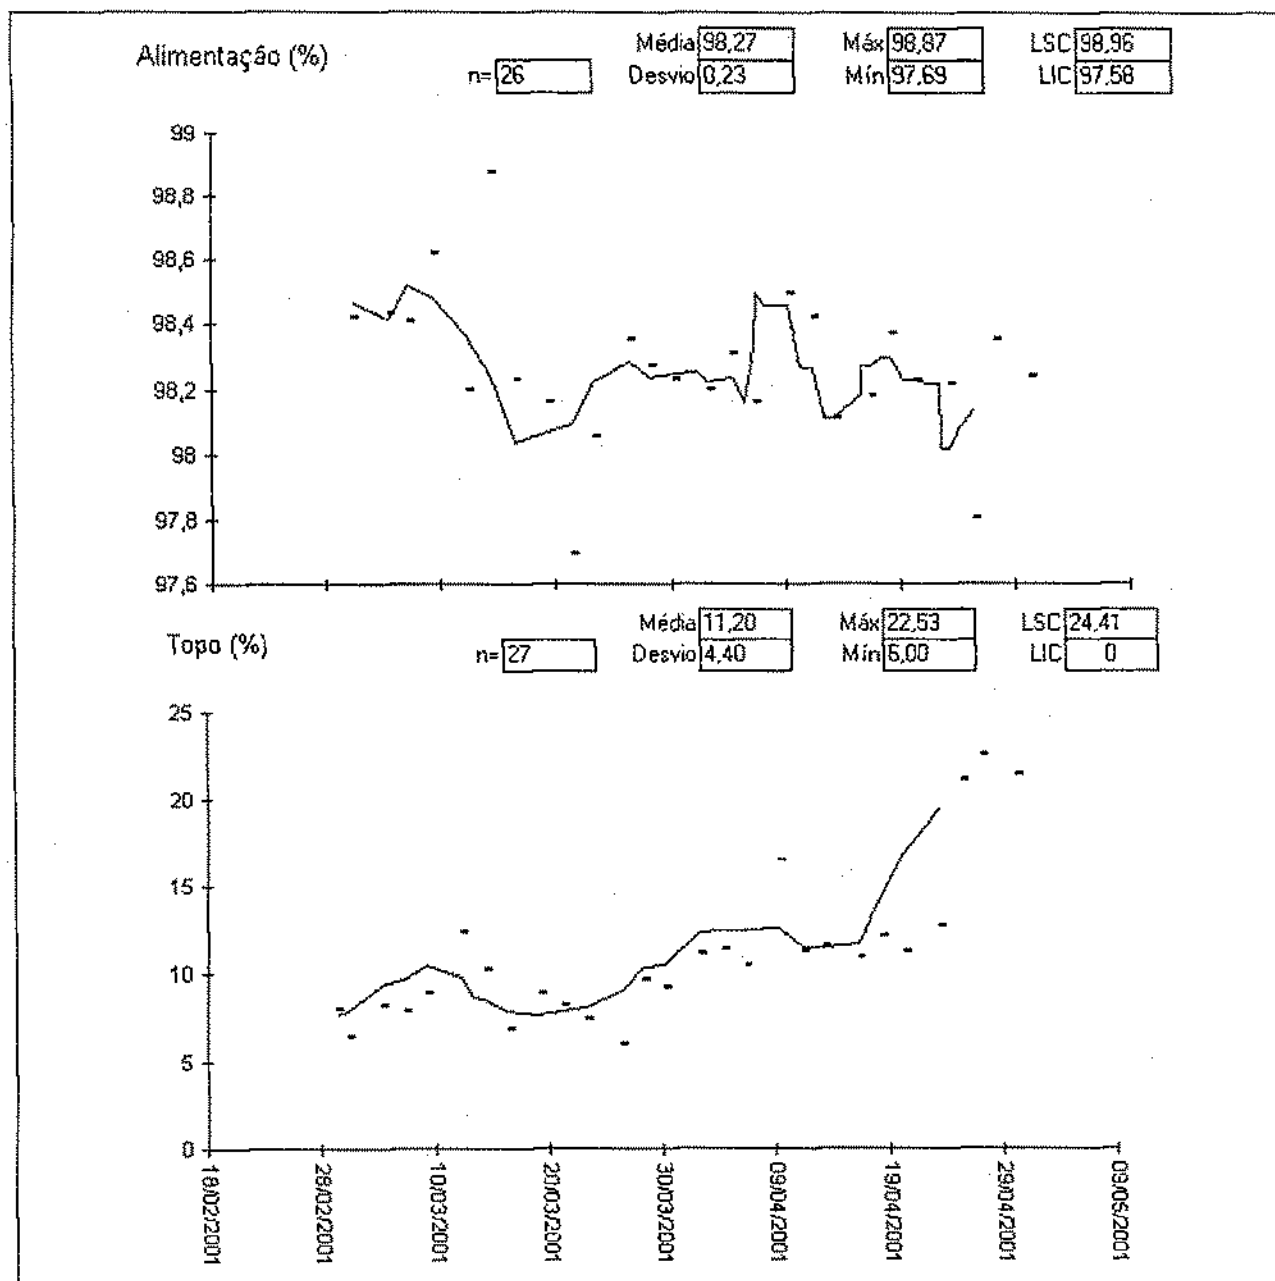 Alimentação (%)
n= 26
Média 98,27
Desvio 0,23
Máx 98,87
Mín 97,69
LSC 98,96
LIC 97,58
99
98,8
98,6
98,4
98,2
98
97,8
97,6
Topo (%)
n= 27
Média 11,20
Desvio 4,40
Máx 22,53
Mín 6,00
LSC 24,41
LIC 0
25
20
15
10
5
0
18/02/2001
28/02/2001
10/03/2001
20/03/2001
30/03/2001
09/04/2001
19/04/2001
29/04/2001
09/05/2001